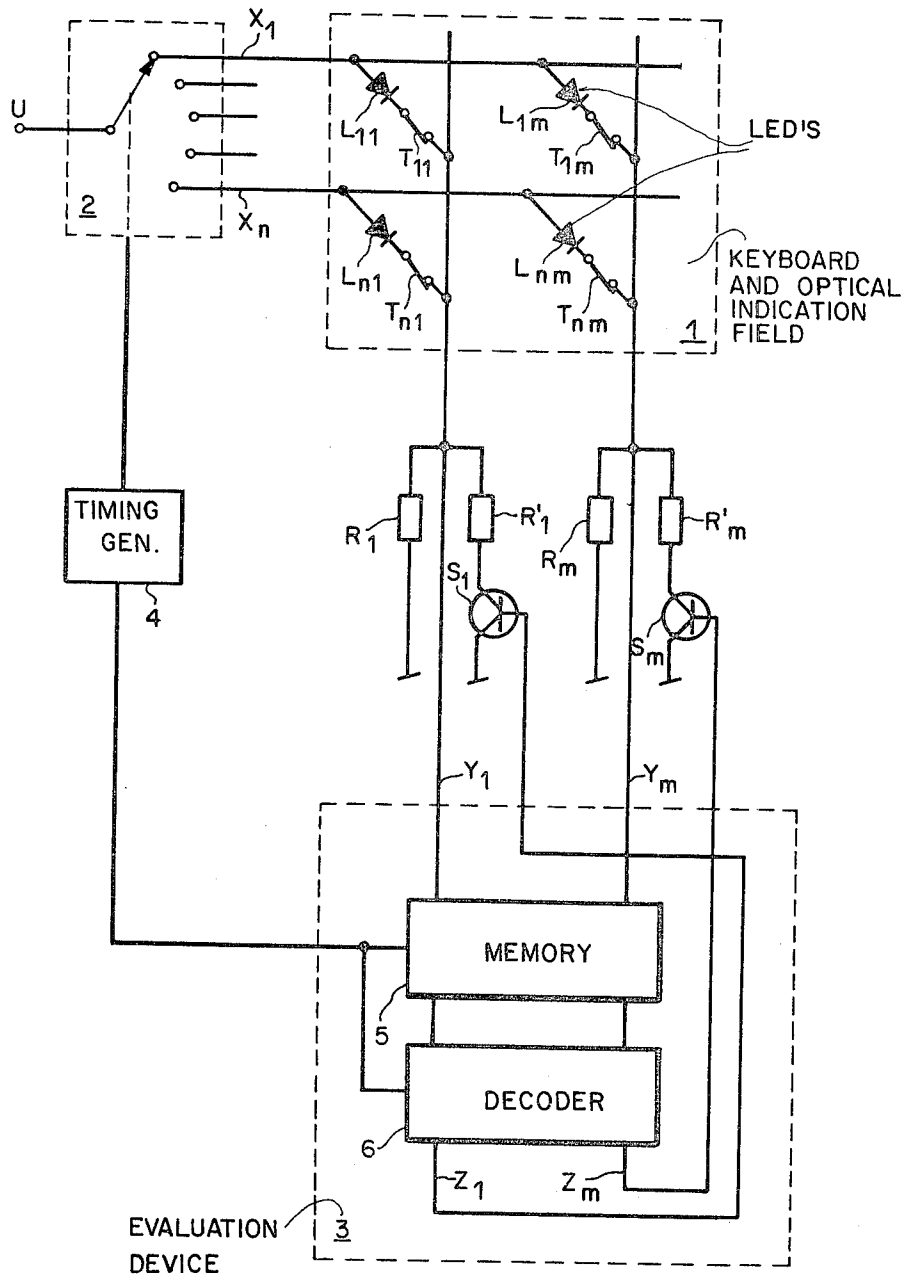 X1
U
L11
T11
L1m
T1m
LED'S
2
Xn
Ln1
Tn1
Lnm
Tnm
KEYBOARD
AND OPTICAL
INDICATION
FIELD
1
TIMING
GEN.
4
R1
R'1
S1
Rm
R'm
Sm
Y1
Ym
MEMORY
5
DECODER
6
Z1
Zm
EVALUATION
DEVICE
3